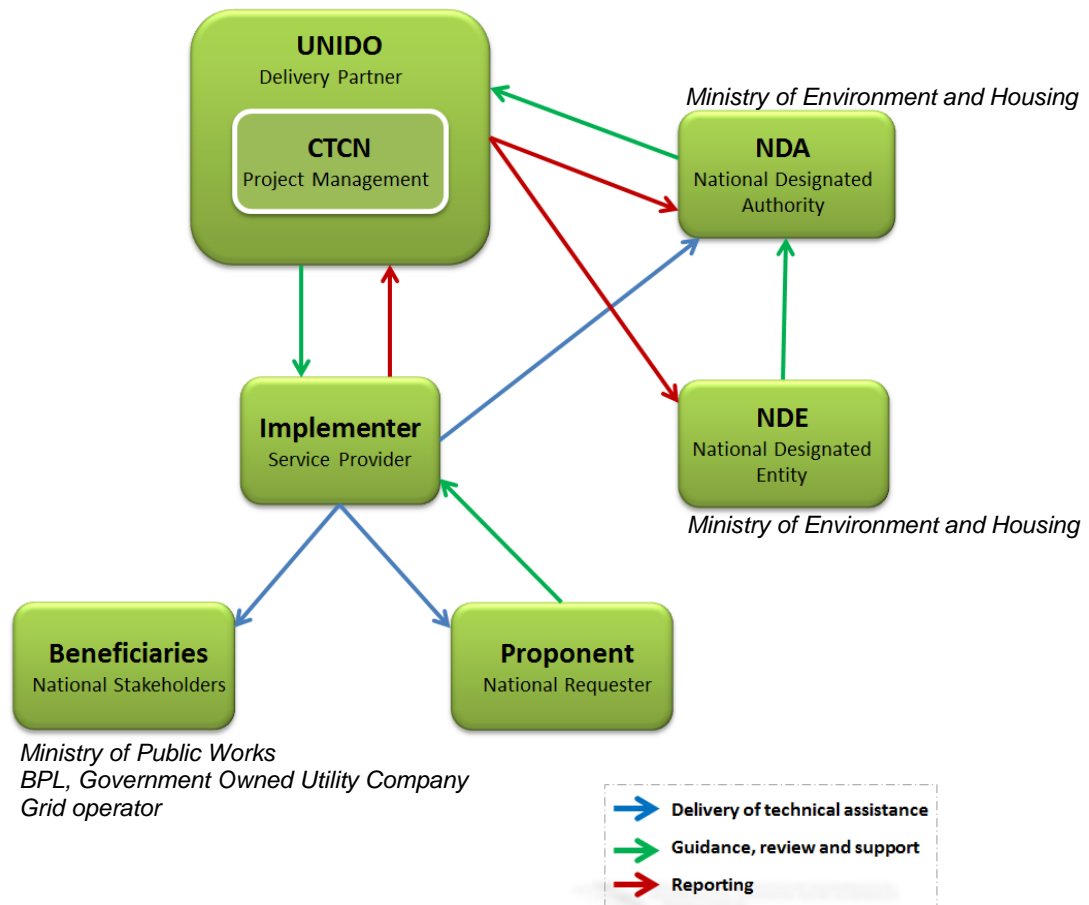 UNIDO
Delivery Partner
CTCN
Project Management
Ministry of Environment and Housing
NDA
National Designated
Authority
Implementer
Service Provider
NDE
National Designated
Entity
Ministry of Environment and Housing
Beneficiaries
National Stakeholders
Proponent
National Requester
Ministry of Public Works
BPL, Government Owned Utility Company
Grid operator
Delivery of technical assistance
Guidance, review and support
Reporting